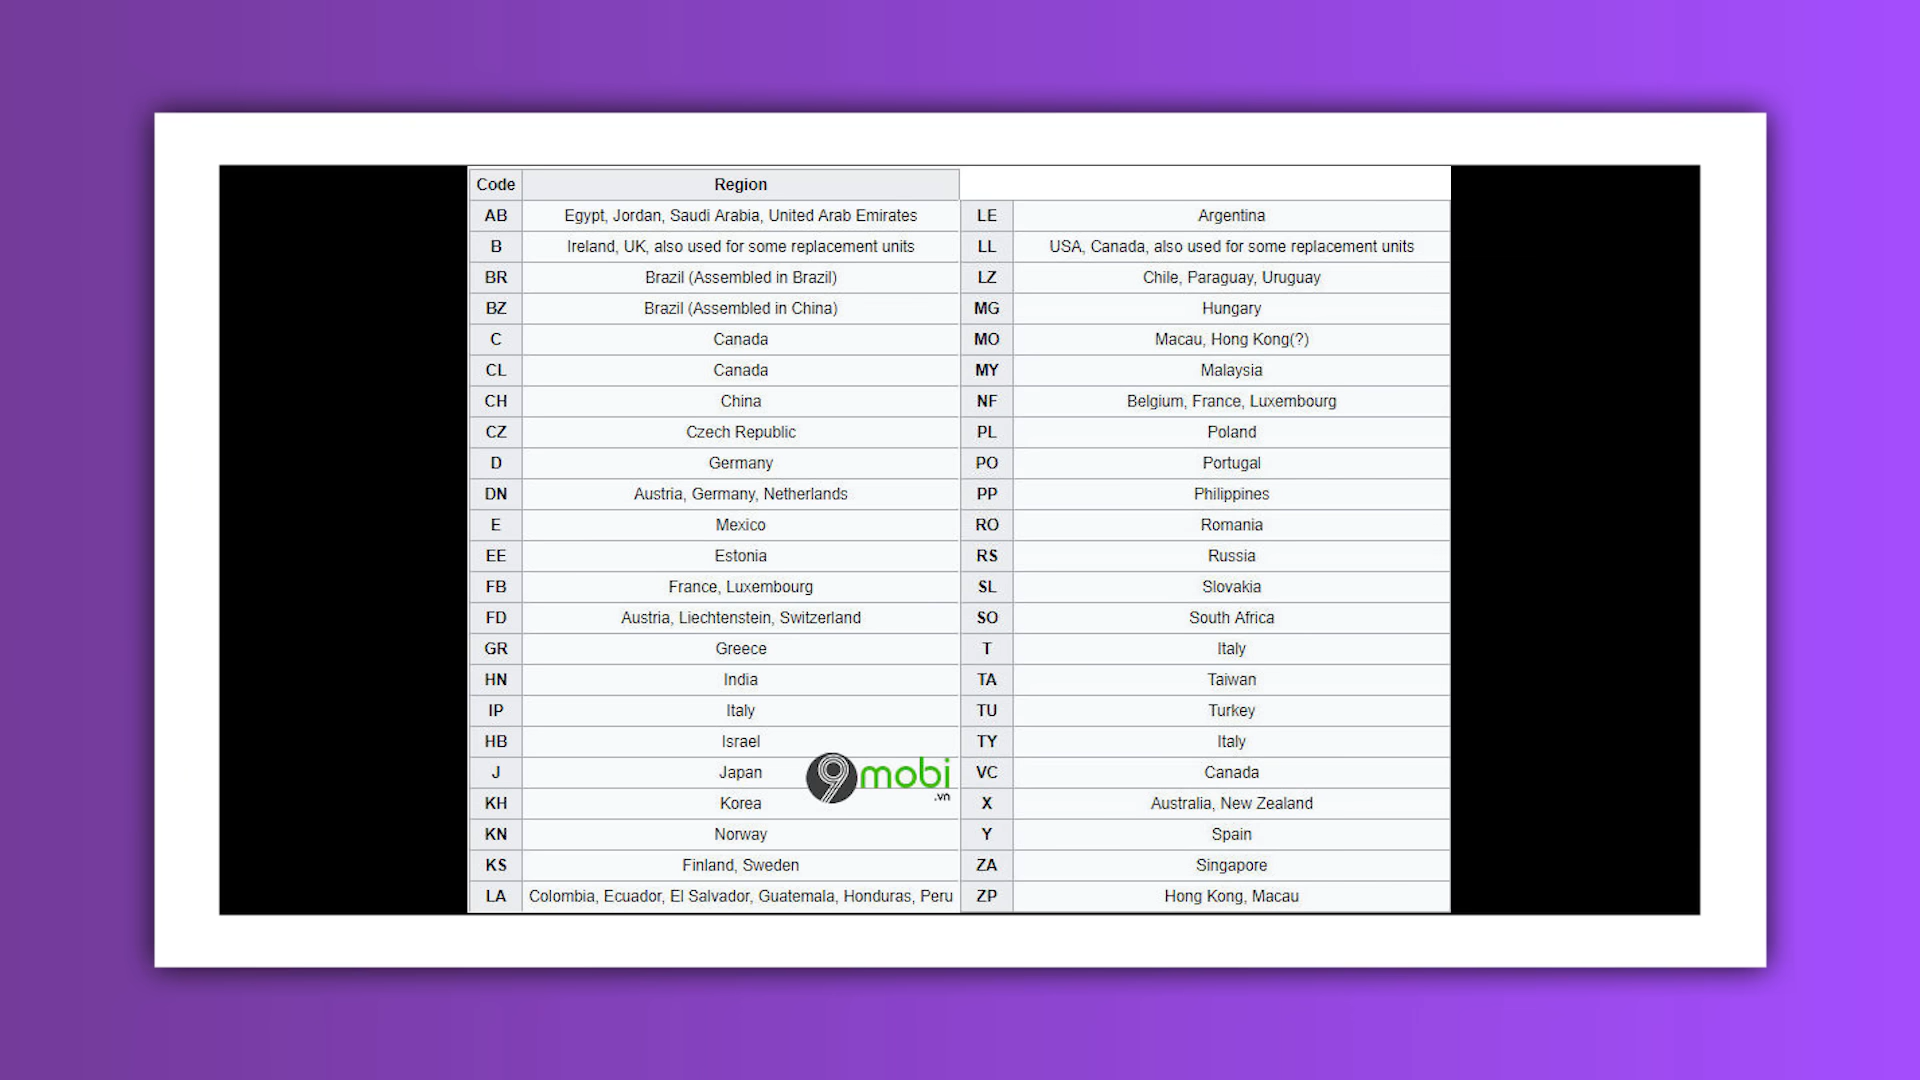 Code Region
AB Egypt, Jordan, Saudi Arabia, United Arab Emirates LE Argentina
B Ireland, UK, also used for some replacement units LL USA, Canada, also used for some replacement units
BR Brazil (Assembled in Brazil) LZ Chile, Paraguay, Uruguay
BZ Brazil (Assembled in China) MG Hungary
C Canada MO Macau, Hong Kong(?)
CL Canada MY Malaysia
CH China NF Belgium, France, Luxembourg
CZ Czech Republic PL Poland
D Germany PO Portugal
DN Austria, Germany, Netherlands PP Philippines
E Mexico RO Romania
EE Estonia RS Russia
FB France, Luxembourg SL Slovakia
FD Austria, Liechtenstein, Switzerland SO South Africa
GR Greece T Italy
HN India TA Taiwan
IP Italy TU Turkey
HB Israel TY Italy
J Japan VC Canada
9mobi
.vn
KH Korea X Australia, New Zealand
KN Norway Y Spain
KS Finland, Sweden ZA Singapore
LA Colombia, Ecuador, El Salvador, Guatemala, Honduras, Peru ZP Hong Kong, Macau